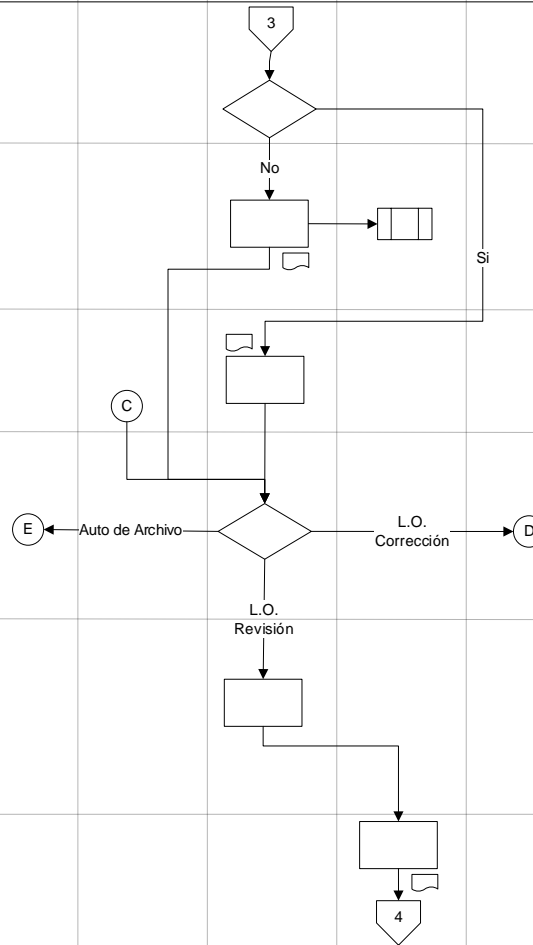 3
No
Si
C
E
Auto de Archivo
L.O.
Corrección
D
L.O.
Revisión
4